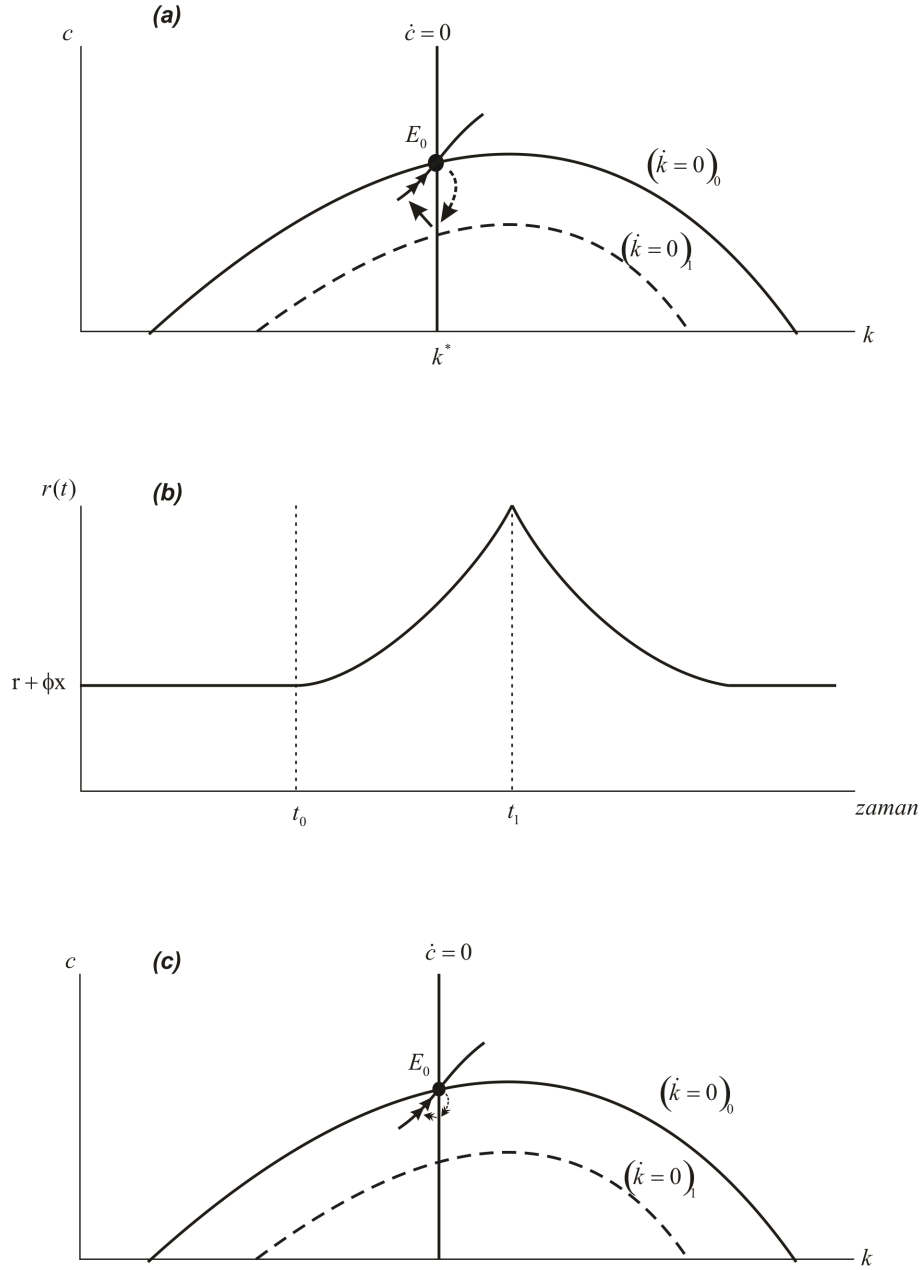 (a)
c
ċ = 0
E₀
(k̇ = 0)₀
(k̇ = 0)₁
k
k*
r(t)
(b)
r + ϕx
t₀
t₁
zaman
ċ = 0
c
(c)
E₀
(k̇ = 0)₀
(k̇ = 0)₁
k